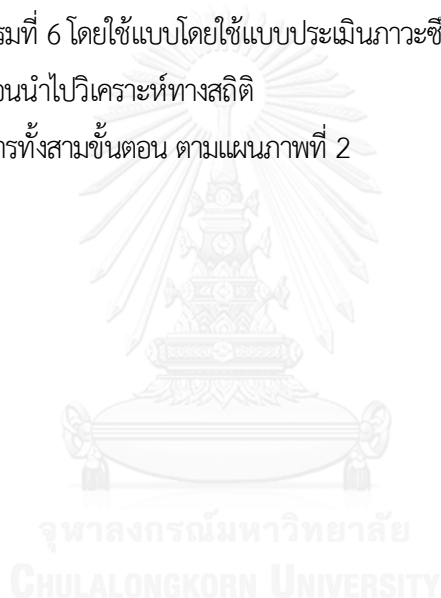 รมที่ 6 โดยใช้แบบโดยใช้แบบประเมินภาวะซึ
อนนำไปวิเคราะห์ทางสถิติ
ารทั้งสามขั้นตอน ตามแผนภาพที่ 2
จุฬาลงกรณ์มหาวิทยาลัย
CHULALONGKORN UNIVERSITY